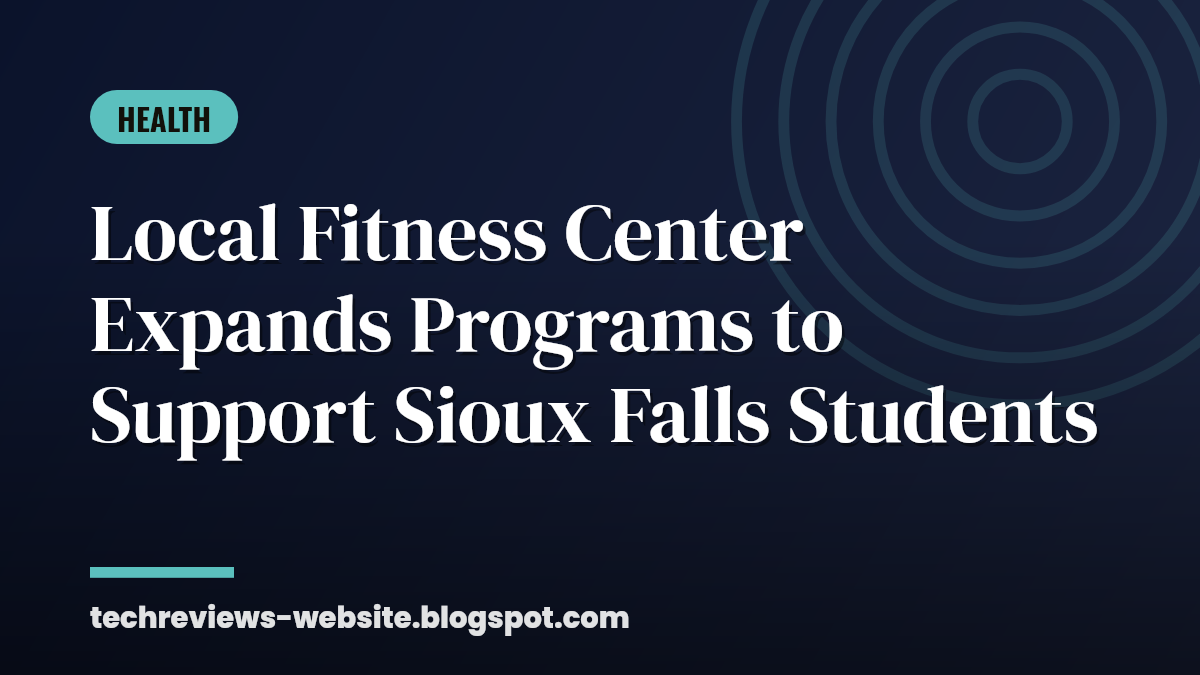 HEALTH
Local Fitness Center
Expands Programs to
Support Sioux Falls Students
techreviews-website.blogspot.com